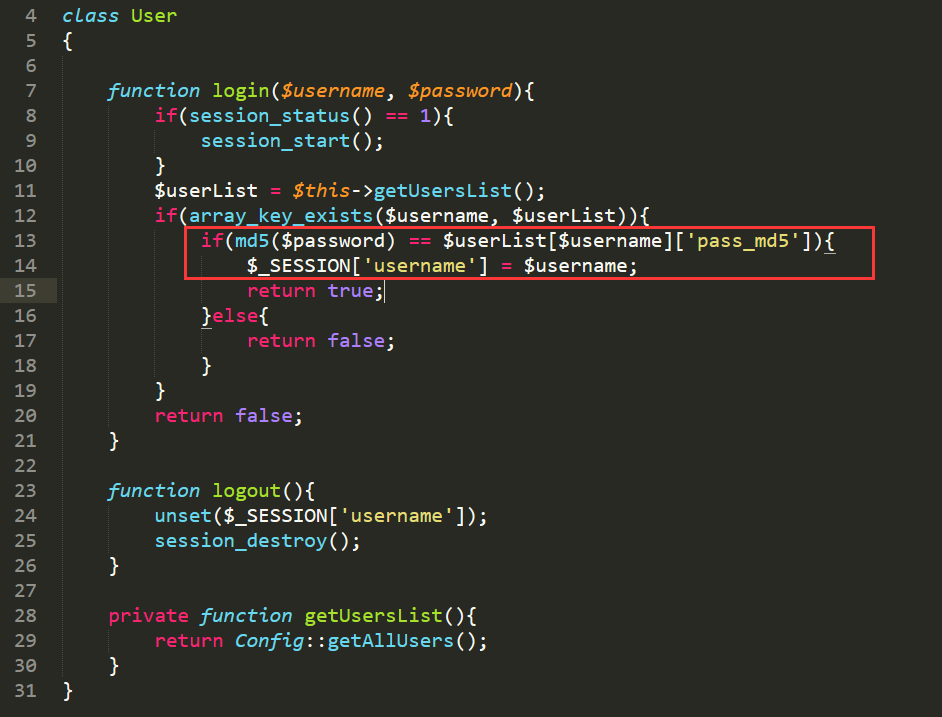 4 class User
5 {
6
7 function login($username, $password){
8 if(session_status() == 1){
9 session_start();
10 }
11 $userList = $this->getUsersList();
12 if(array_key_exists($username, $userList)){
13 if(md5($password) == $userList[$username]['pass_md5']){
14 $_SESSION['username'] = $username;
15 return true;
16 }else{
17 return false;
18 }
19 }
20 return false;
21 }
22
23 function logout(){
24 unset($_SESSION['username']);
25 session_destroy();
26 }
27
28 private function getUsersList(){
29 return Config::getAllUsers();
30 }
31 }